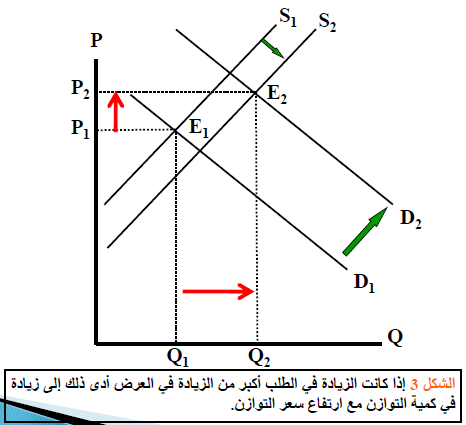 S1 S2
P
P2
E2
P1
E1
D2
D1
Q
Q1 Q2
الشكل 3 إذا كانت الزيادة في الطلب أكبر من الزيادة في العرض أدى ذلك إلى زيادة
في كمية التوازن مع ارتفاع سعر التوازن.